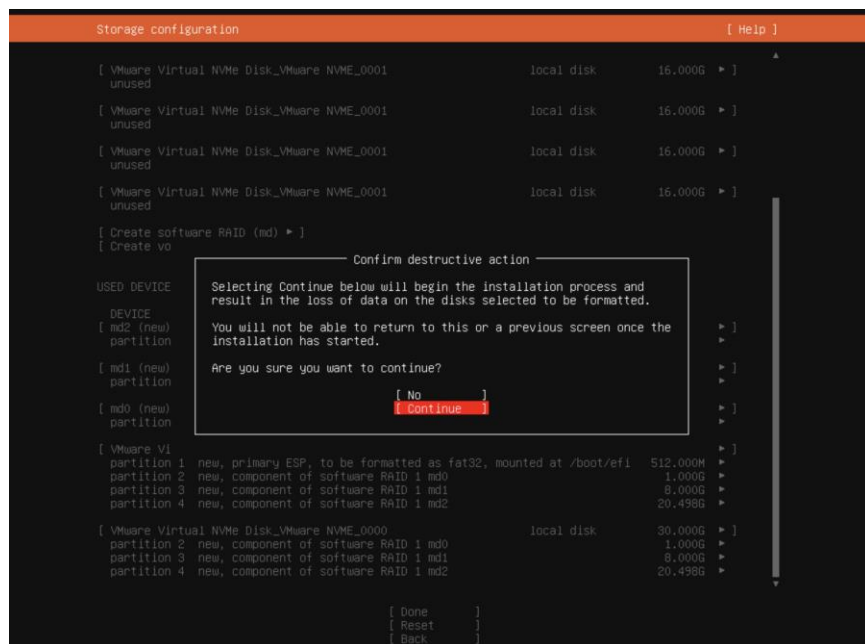 Storage configuration [ Help ]
[ VMware Virtual NVMe Disk_VMware NVME_0001 local disk 16.000G ► ]
unused
[ VMware Virtual NVMe Disk_VMware NVME_0001 local disk 16.000G ► ]
unused
[ VMware Virtual NVMe Disk_VMware NVME_0001 local disk 16.000G ► ]
unused
[ VMware Virtual NVMe Disk_VMware NVME_0001 local disk 16.000G ► ]
unused
[ Create software RAID (md) ► ]
[ Create vo
Confirm destructive action
USED DEVICE
Selecting Continue below will begin the installation process and
result in the loss of data on the disks selected to be formatted.
DEVICE
[ md2 (new) ► ]
You will not be able to return to this or a previous screen once the
partition ►
installation has started.
[ md1 (new) ► ]
Are you sure you want to continue?
partition ►
[ No ]
[ md0 (new) ► ]
[ Continue ]
partition ►
[ VMware Vi ► ]
partition 1 new, primary ESP, to be formatted as fat32, mounted at /boot/efi 512.000M ►
partition 2 new, component of software RAID 1 md0 1.000G ►
partition 3 new, component of software RAID 1 md1 8.000G ►
partition 4 new, component of software RAID 1 md2 20.498G ►
[ VMware Virtual NVMe Disk_VMware NVME_0000 local disk 30.000G ► ]
partition 2 new, component of software RAID 1 md0 1.000G ►
partition 3 new, component of software RAID 1 md1 8.000G ►
partition 4 new, component of software RAID 1 md2 20.498G ►
[ Done ]
[ Reset ]
[ Back ]